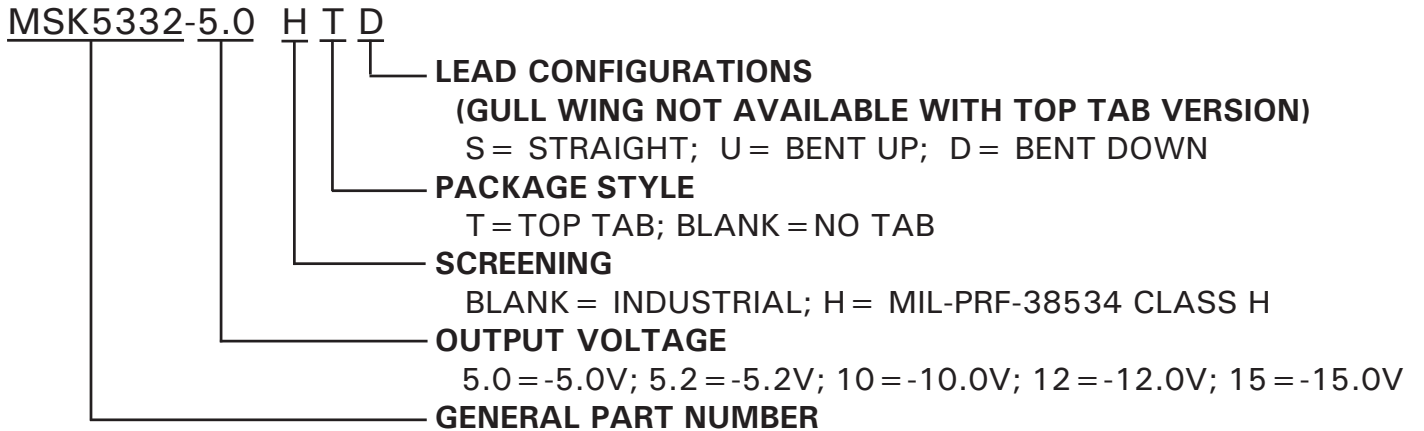 MSK5332-5.0 H T D
LEAD CONFIGURATIONS
(GULL WING NOT AVAILABLE WITH TOP TAB VERSION)
S= STRAIGHT; U= BENT UP; D= BENT DOWN
PACKAGE STYLE
T=TOP TAB; BLANK=NO TAB
SCREENING
BLANK= INDUSTRIAL; H= MIL-PRF-38534 CLASS H
OUTPUT VOLTAGE
5.0=-5.0V; 5.2=-5.2V; 10=-10.0V; 12=-12.0V; 15=-15.0V
GENERAL PART NUMBER